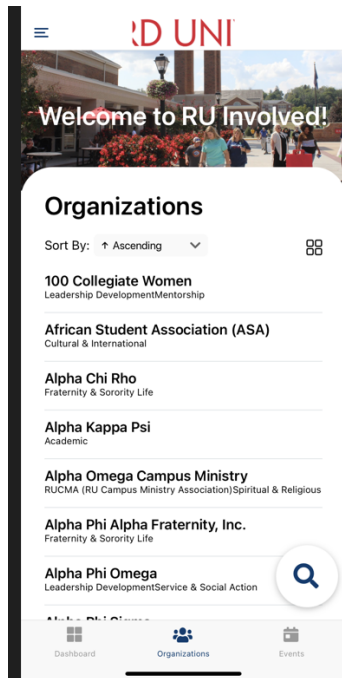 RD UNI
Welcome to RU Involved!
Organizations
Sort By: ↑ Ascending
100 Collegiate Women
Leadership DevelopmentMentorship
African Student Association (ASA)
Cultural & International
Alpha Chi Rho
Fraternity & Sorority Life
Alpha Kappa Psi
Academic
Alpha Omega Campus Ministry
RUCMA (RU Campus Ministry Association)Spiritual & Religious
Alpha Phi Alpha Fraternity, Inc.
Fraternity & Sorority Life
Alpha Phi Omega
Leadership DevelopmentService & Social Action
Alpha Phi Sigma
Dashboard
Organizations
Events